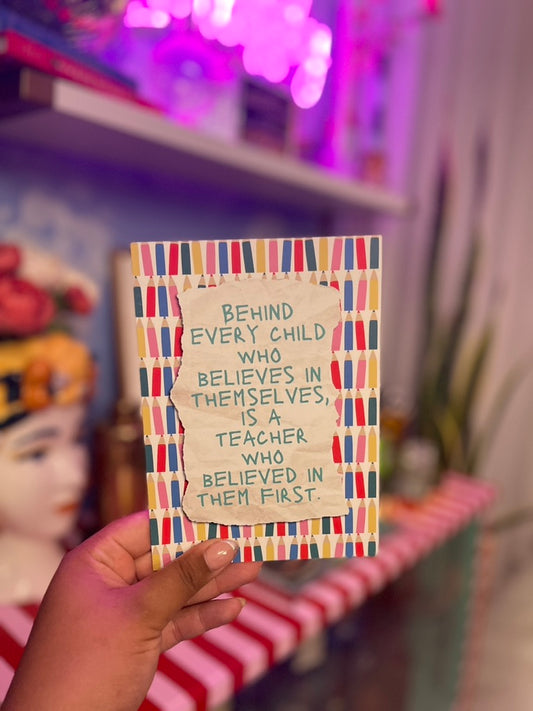 BEHIND
EVERY CHILD
WHO
BELIEVES IN
THEMSELVES,
IS A
TEACHER
WHO
BELIEVED IN
THEM FIRST.